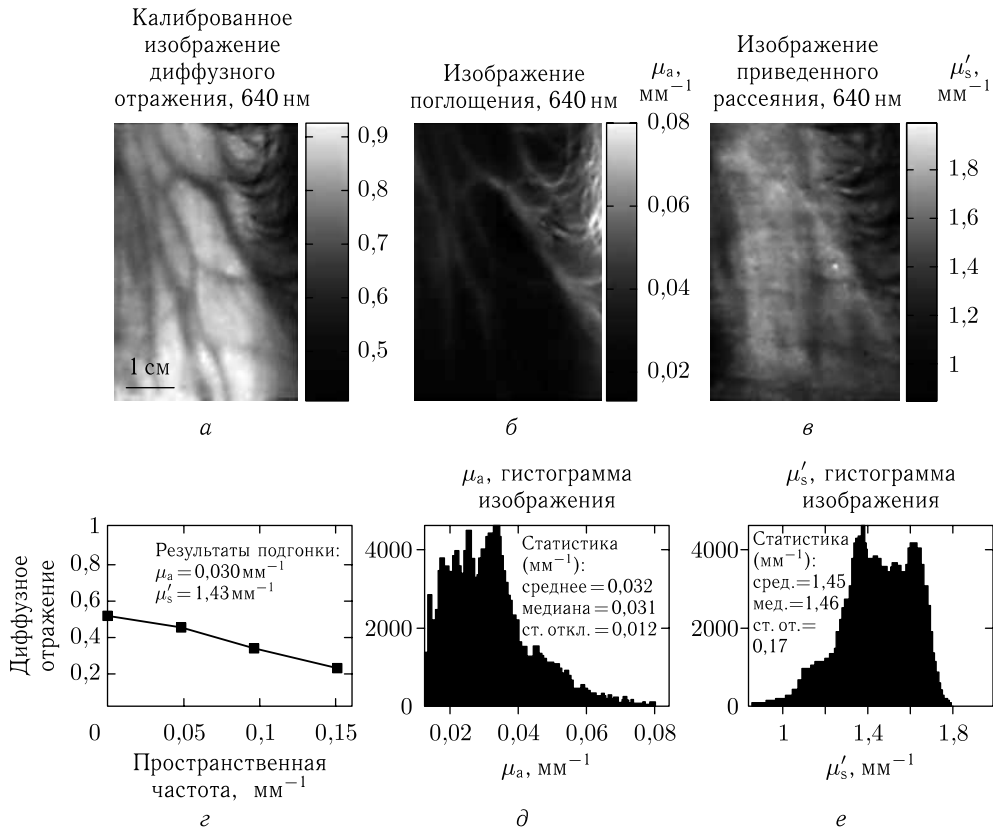 Калиброванное
изображение
диффузного
отражения, 640 нм
0,9
0,8
0,7
0,6
0,5
1 см
а
Изображение
поглощения, 640 нм
μa,
мм−1
0,08
0,06
0,04
0,02
б
Изображение
приведенного
рассеяния, 640 нм
μ′s,
мм−1
1,8
1,6
1,4
1,2
1
в
Диффузное
отражение
1
0,8
0,6
0,4
0,2
Результаты подгонки:
μa = 0,030 мм−1
μ′s = 1,43 мм−1
0 0,05 0,1 0,15
Пространственная
частота, мм−1
г
μa, гистограмма
изображения
4000
2000
0
Статистика
(мм−1):
среднее = 0,032
медиана = 0,031
ст. откл. = 0,012
0,02 0,04 0,06 0,08
μa, мм−1
д
μ′s, гистограмма
изображения
4000
2000
0
Статистика
(мм−1):
сред.=1,45
мед.=1,46
ст. от.=
0,17
1 1,4 1,8
μ′s, мм−1
е